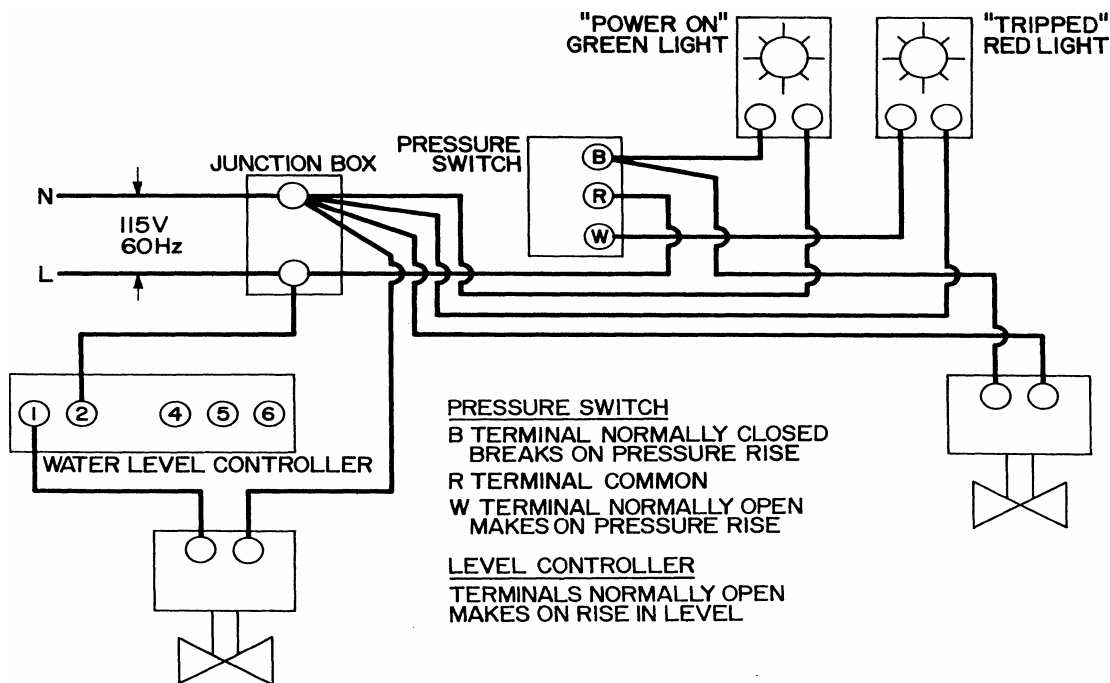 "POWER ON"
GREEN LIGHT
"TRIPPED"
RED LIGHT
PRESSURE
SWITCH
B
R
W
JUNCTION BOX
N
115V
60Hz
L
1 2 4 5 6
WATER LEVEL CONTROLLER
PRESSURE SWITCH
B TERMINAL NORMALLY CLOSED
BREAKS ON PRESSURE RISE
R TERMINAL COMMON
W TERMINAL NORMALLY OPEN
MAKES ON PRESSURE RISE
LEVEL CONTROLLER
TERMINALS NORMALLY OPEN
MAKES ON RISE IN LEVEL